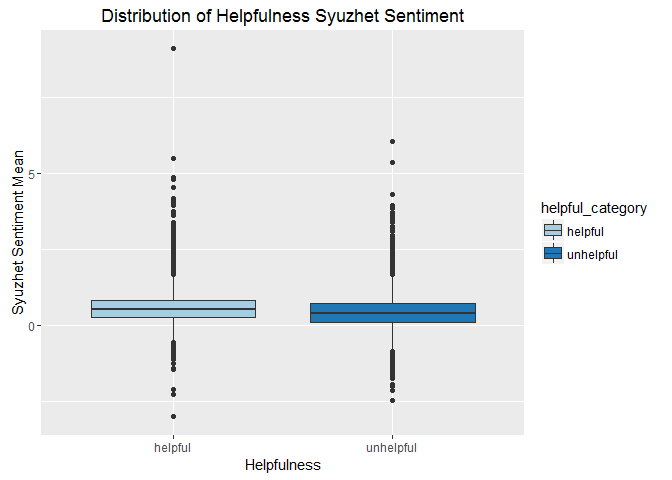 Distribution of Helpfulness Syuzhet Sentiment
Syuzhet Sentiment Mean
5
0
helpful
unhelpful
Helpfulness
helpful_category
helpful
unhelpful